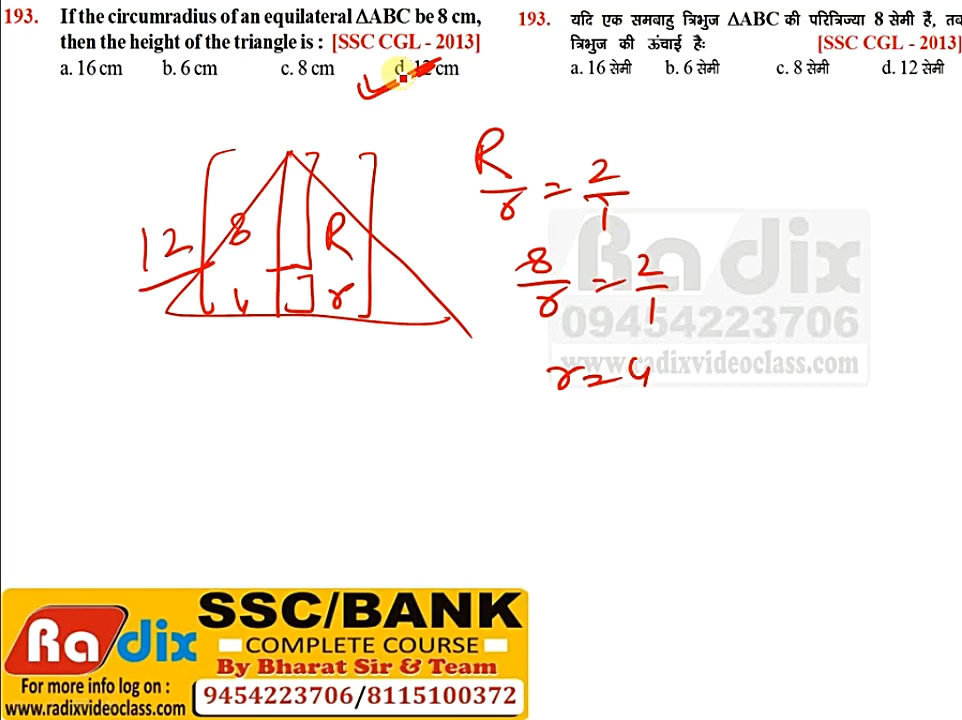 193. If the circumradius of an equilateral ΔABC be 8 cm,
then the height of the triangle is : [SSC CGL - 2013]
a. 16 cm b. 6 cm c. 8 cm d. 12 cm
193. यदि एक समबाहु त्रिभुज ΔABC की परित्रिज्या 8 सेमी हैं, तब
त्रिभुज की ऊंचाई हैः [SSC CGL - 2013]
a. 16 सेमी b. 6 सेमी c. 8 सेमी d. 12 सेमी
12 8 R
4 r
R/r = 2/1
8/r = 2/1
r = 4
Radix
09454223706
www.radixvideoclass.com
Radix
SSC/BANK
COMPLETE COURSE
By Bharat Sir & Team
For more info log on :
www.radixvideoclass.com
9454223706/8115100372